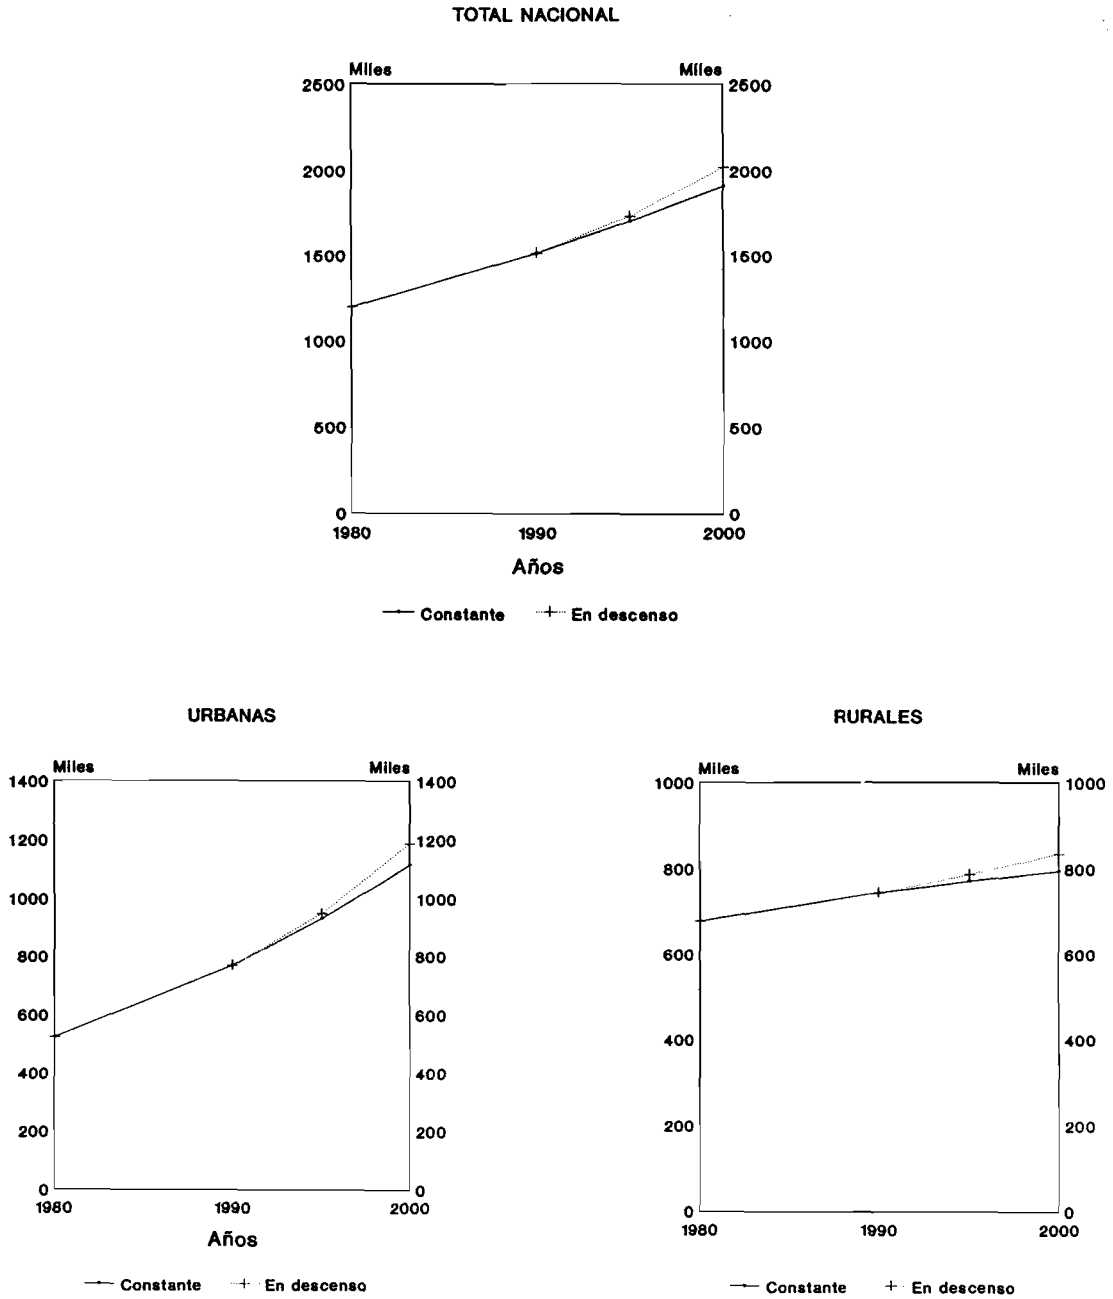 TOTAL NACIONAL
Miles Miles
2500 2500
2000 2000
1500 1500
1000 1000
500 500
0 0
1980 1990 2000
Años
Constante En descenso
URBANAS
Miles Miles
1400 1400
1200 1200
1000 1000
800 800
600 600
400 400
200 200
0 0
1980 1990 2000
Años
Constante En descenso
RURALES
Miles Miles
1000 1000
800 800
600 600
400 400
200 200
0 0
1980 1990 2000
Constante En descenso